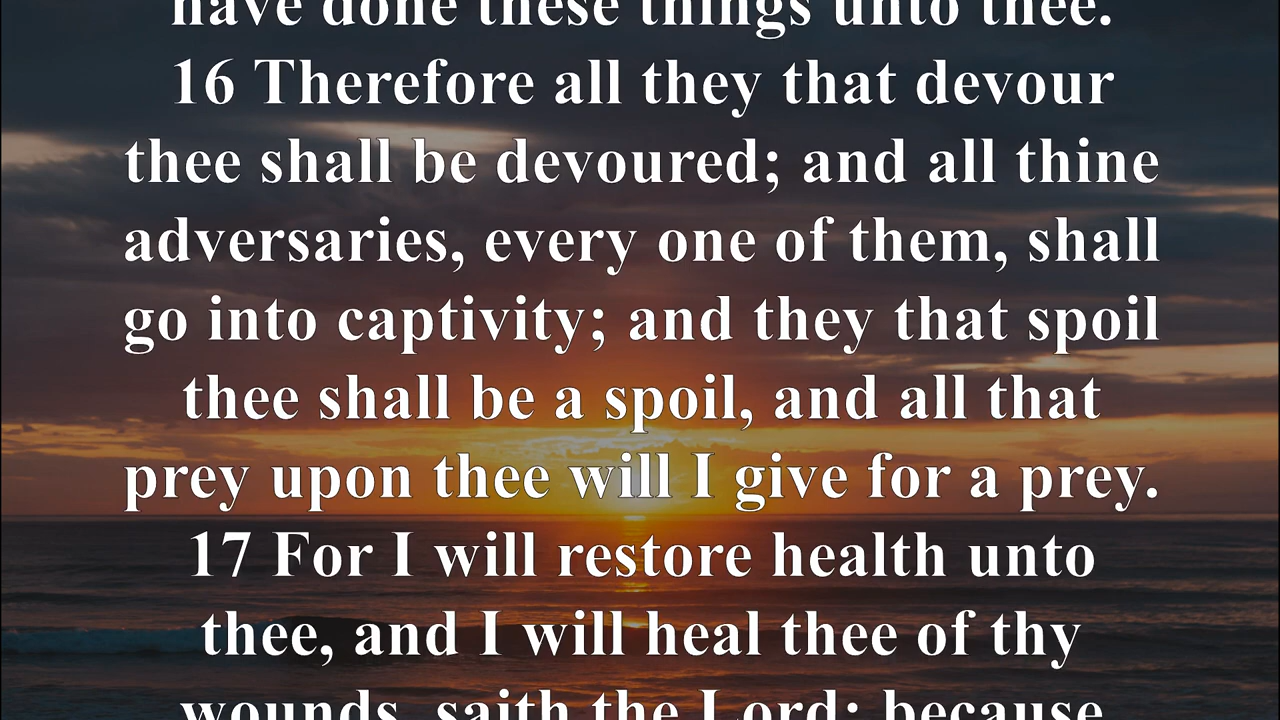 have done these things unto thee.
16 Therefore all they that devour
thee shall be devoured; and all thine
adversaries, every one of them, shall
go into captivity; and they that spoil
thee shall be a spoil, and all that
prey upon thee will I give for a prey.
17 For I will restore health unto
thee, and I will heal thee of thy
wounds, saith the Lord; because